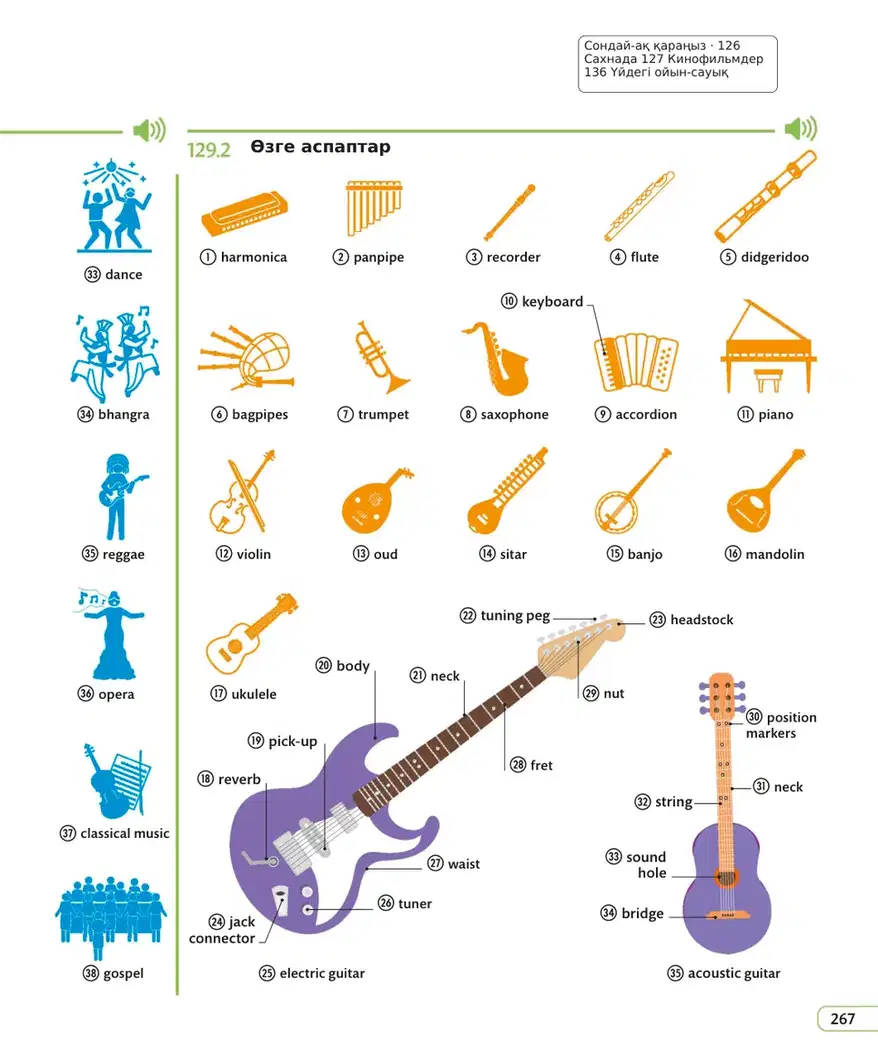 Сондай-ақ қараңыз · 126
Сахнада 127 Кинофильмдер
136 Үйдегі ойын-сауық
129.2 Өзге аспаптар
33 dance
34 bhangra
35 reggae
36 opera
37 classical music
38 gospel
1 harmonica
2 panpipe
3 recorder
4 flute
5 didgeridoo
10 keyboard
6 bagpipes
7 trumpet
8 saxophone
9 accordion
11 piano
12 violin
13 oud
14 sitar
15 banjo
16 mandolin
17 ukulele
22 tuning peg
23 headstock
20 body
21 neck
29 nut
19 pick-up
28 fret
18 reverb
27 waist
26 tuner
24 jack
connector
25 electric guitar
30 position
markers
31 neck
32 string
33 sound
hole
34 bridge
35 acoustic guitar
267